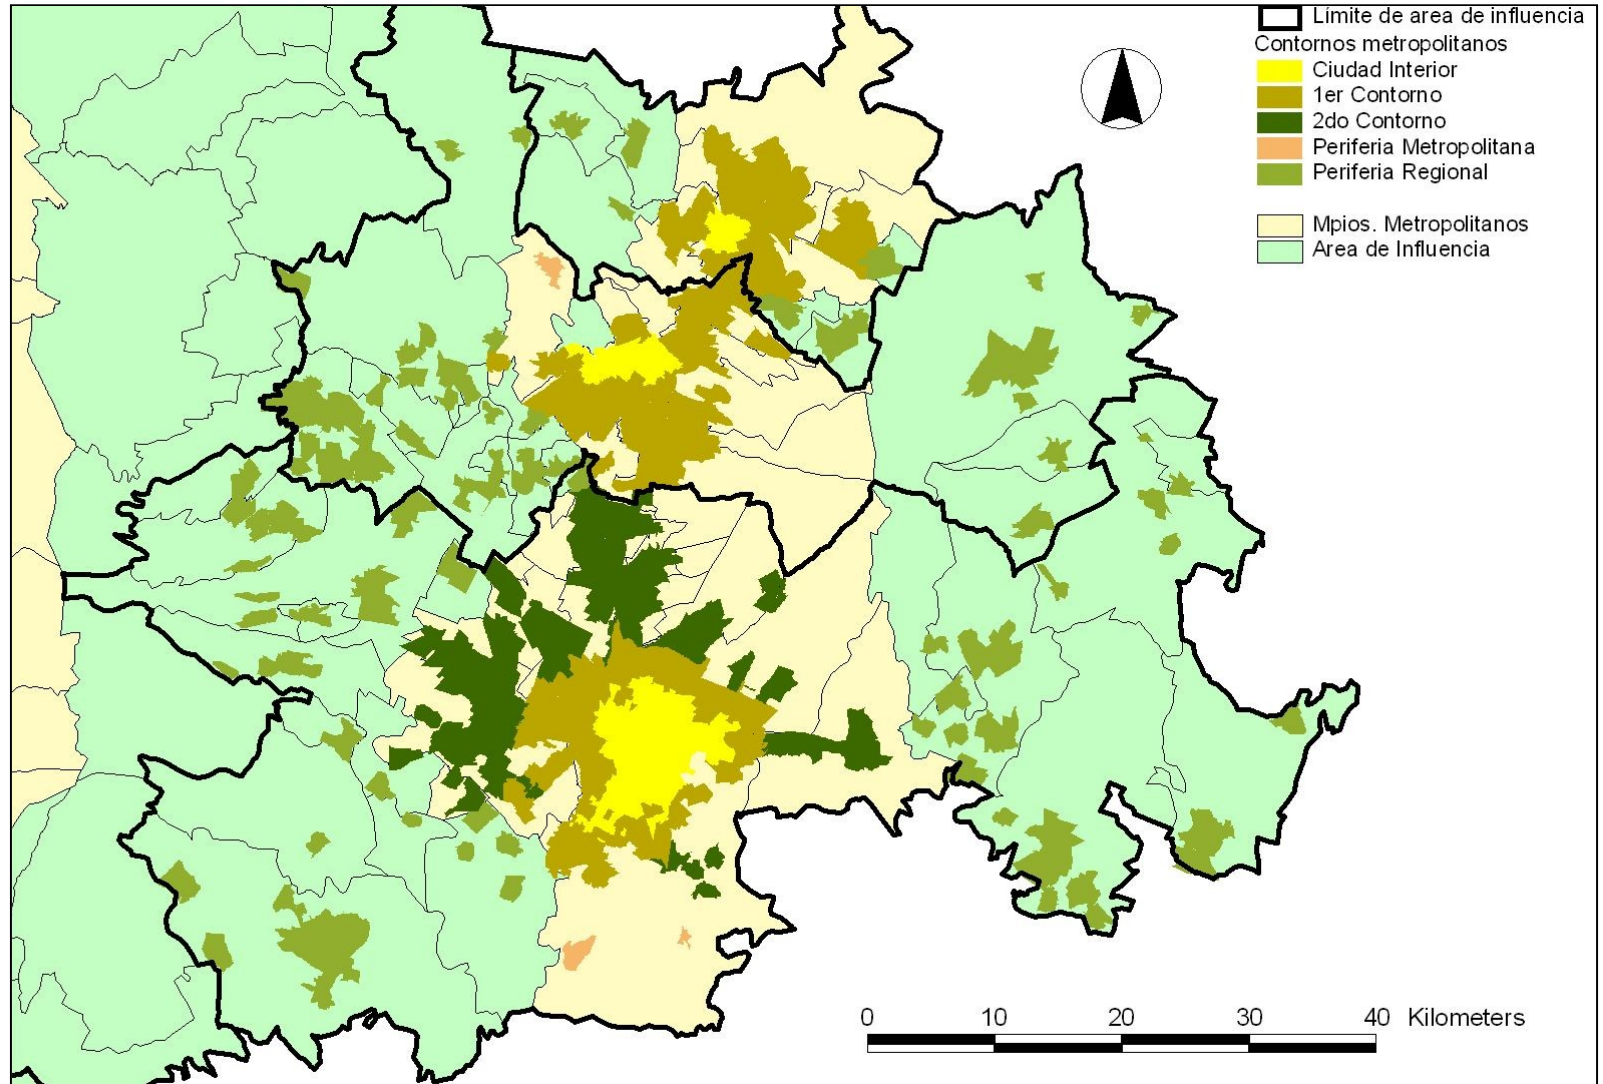 Límite de area de influencia
Contornos metropolitanos
Ciudad Interior
1er Contorno
2do Contorno
Periferia Metropolitana
Periferia Regional
Mpios. Metropolitanos
Area de Influencia
0 10 20 30 40 Kilometers